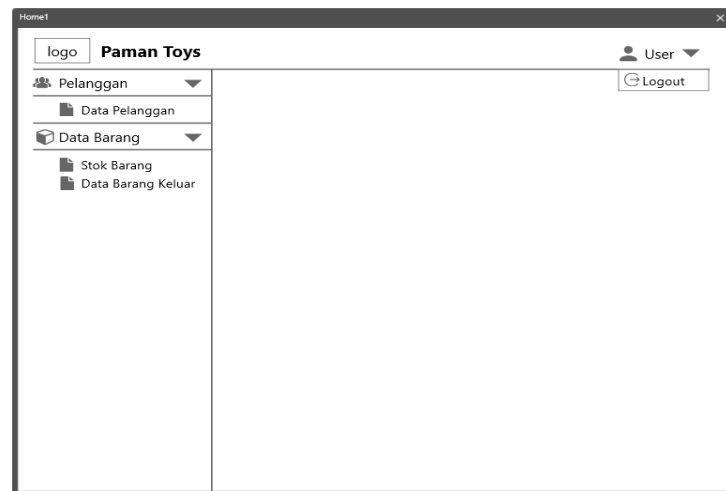 Home1
logo Paman Toys
User
Pelanggan
Logout
Data Pelanggan
Data Barang
Stok Barang
Data Barang Keluar